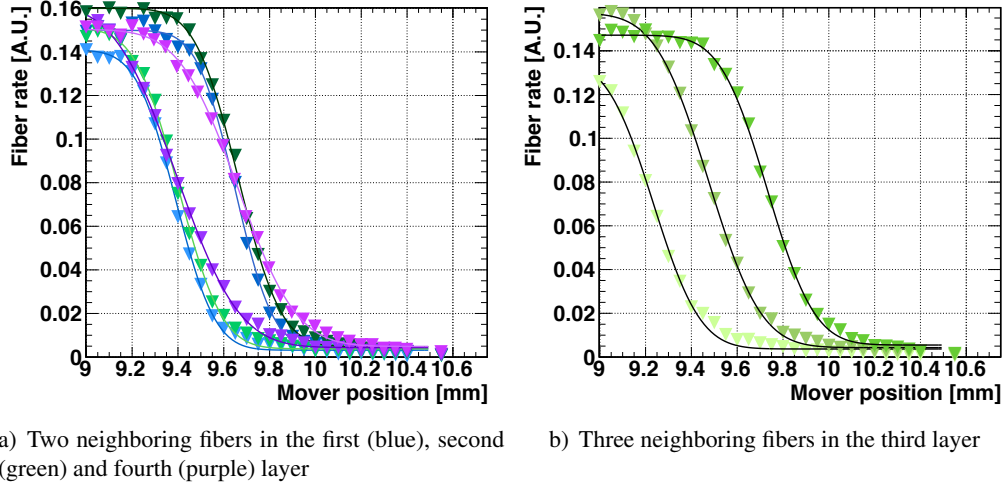 Fiber rate [A.U.]
0.16
0.14
0.12
0.1
0.08
0.06
0.04
0.02
0
9 9.2 9.4 9.6 9.8 10 10.2 10.4 10.6
Mover position [mm]
a) Two neighboring fibers in the first (blue), second
(green) and fourth (purple) layer
Fiber rate [A.U.]
0.14
0.12
0.1
0.08
0.06
0.04
0.02
0
9 9.2 9.4 9.6 9.8 10 10.2 10.4 10.6
Mover position [mm]
b) Three neighboring fibers in the third layer